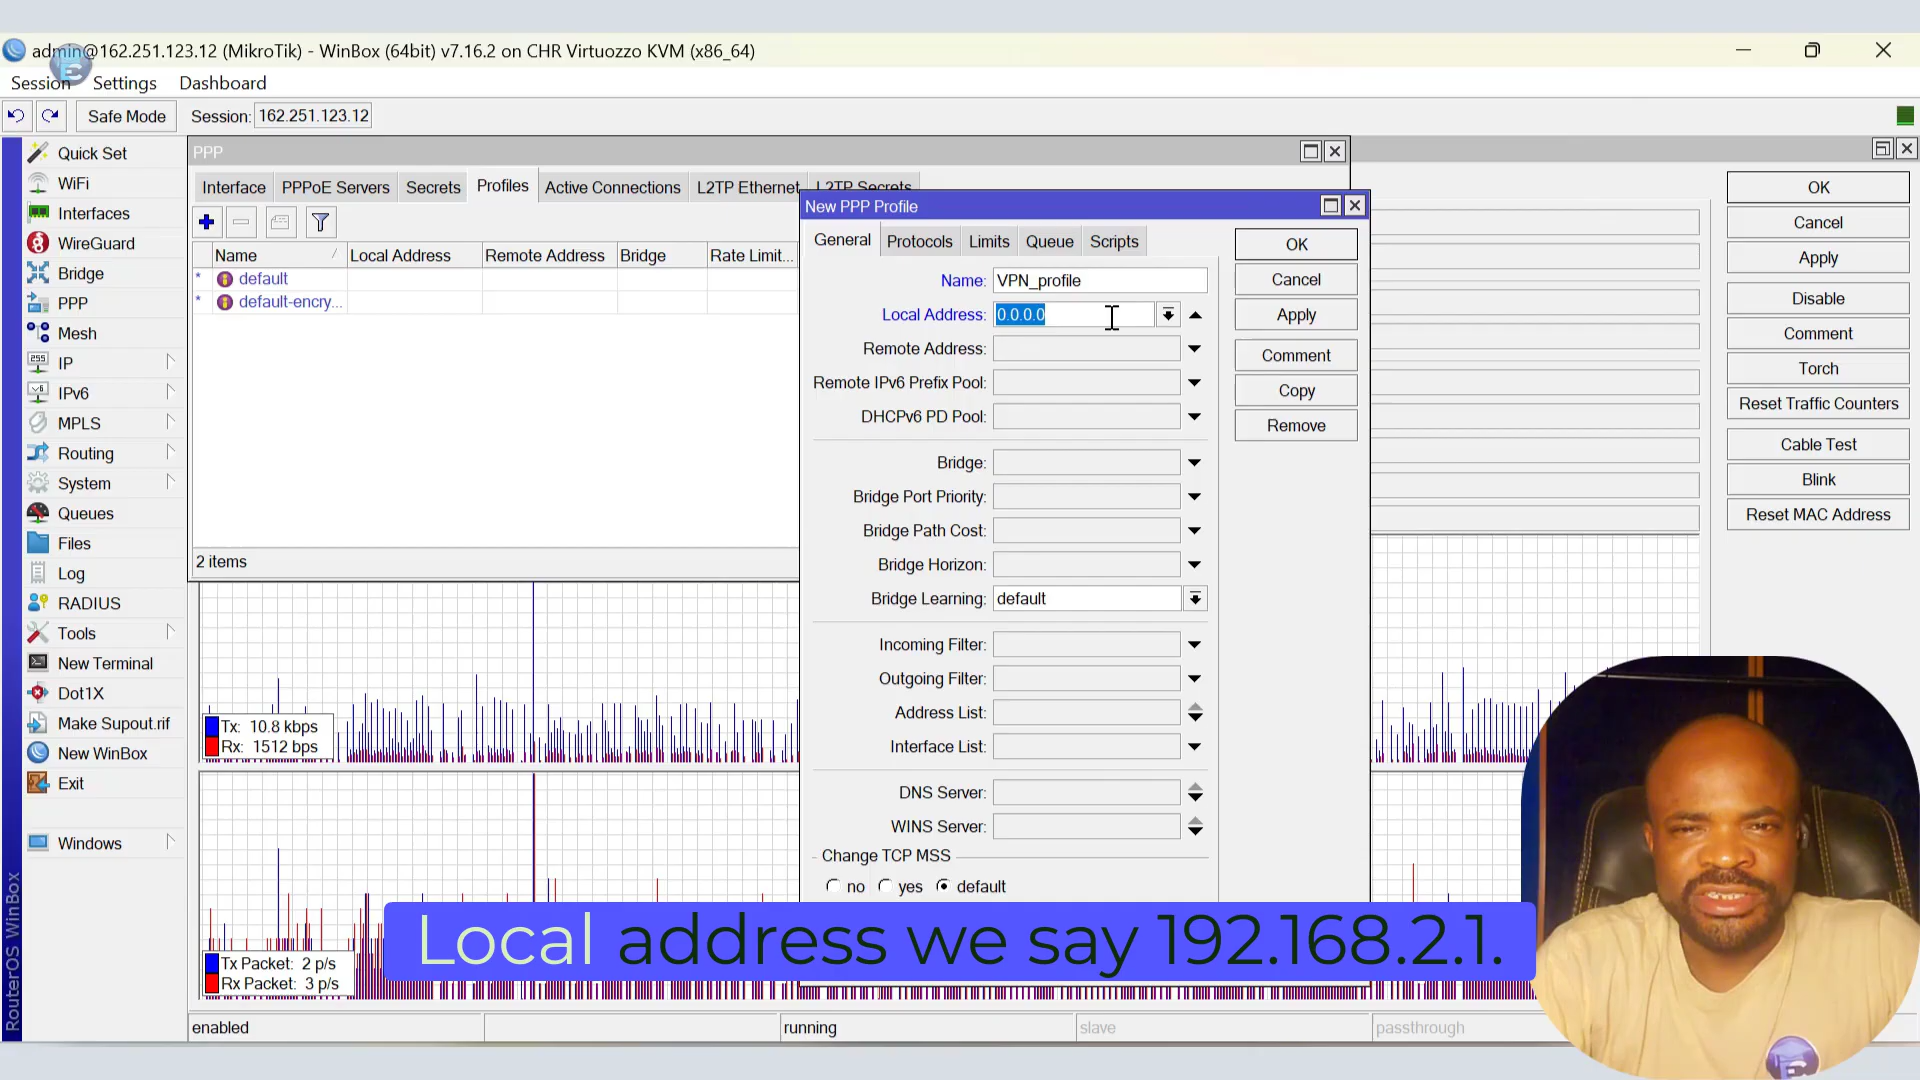 admin@162.251.123.12 (MikroTik) - WinBox (64bit) v7.16.2 on CHR Virtuozzo KVM (x86_64)
Session Settings Dashboard
Safe Mode Session: 162.251.123.12
Quick Set
WiFi
Interfaces
WireGuard
Bridge
PPP
Mesh
IP
IPv6
MPLS
Routing
System
Queues
Files
Log
RADIUS
Tools
New Terminal
Dot1X
Make Supout.rif
New WinBox
Exit
Windows
RouterOS WinBox
PPP
Interface PPPoE Servers Secrets Profiles Active Connections L2TP Ethernet L2TP Secrets
Name Local Address Remote Address Bridge Rate Limit...
* default
* default-encry...
2 items
New PPP Profile
General Protocols Limits Queue Scripts
Name: VPN_profile
Local Address: 0.0.0.0
Remote Address:
Remote IPv6 Prefix Pool:
DHCPv6 PD Pool:
Bridge:
Bridge Port Priority:
Bridge Path Cost:
Bridge Horizon:
Bridge Learning: default
Incoming Filter:
Outgoing Filter:
Address List:
Interface List:
DNS Server:
WINS Server:
Change TCP MSS
no yes default
OK
Cancel
Apply
Comment
Copy
Remove
OK
Cancel
Apply
Disable
Comment
Torch
Reset Traffic Counters
Cable Test
Blink
Reset MAC Address
Tx: 10.8 kbps
Rx: 1512 bps
Tx Packet: 2 p/s
Rx Packet: 3 p/s
Local address we say 192.168.2.1.
enabled running slave passthrough